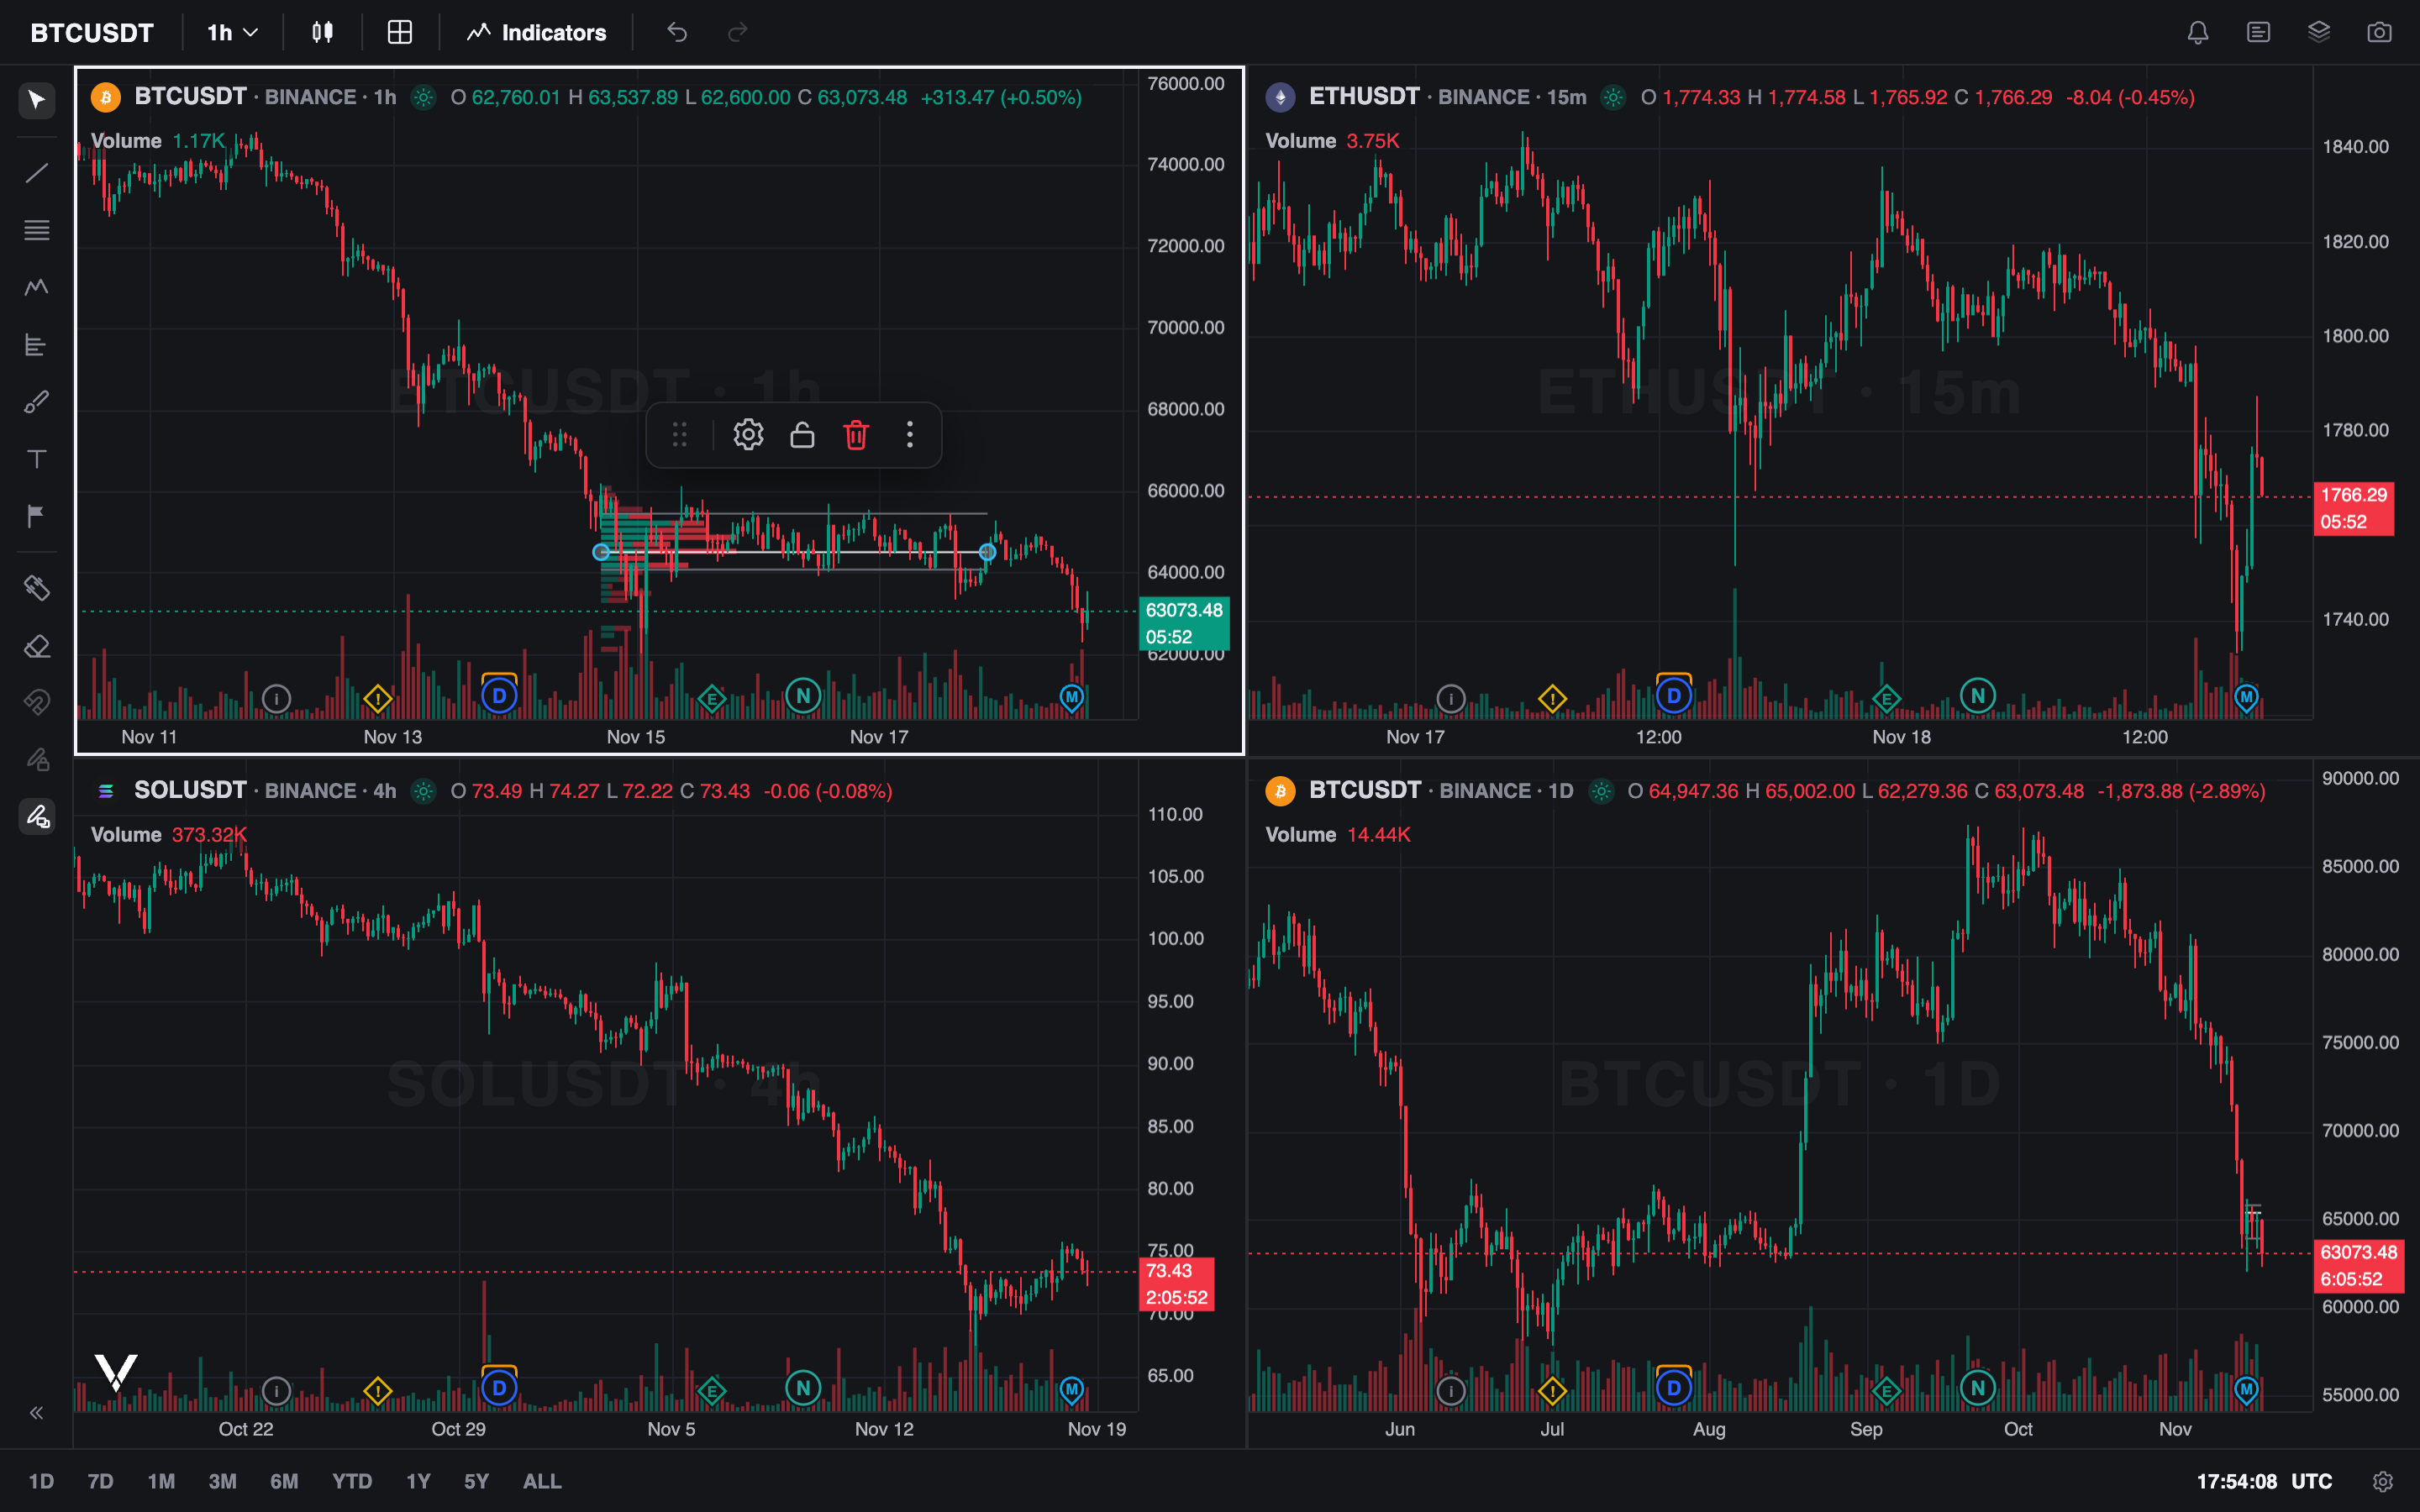 BTCUSDT 1h Indicators
BTCUSDT · BINANCE · 1h O 62,760.01 H 63,537.89 L 62,600.00 C 63,073.48 +313.47 (+0.50%)
Volume 1.17K
BTCUSDT · 1h
76000.00
74000.00
72000.00
70000.00
68000.00
66000.00
64000.00
63073.48
05:52
62000.00
i ! D E N M
Nov 11 Nov 13 Nov 15 Nov 17
ETHUSDT · BINANCE · 15m O 1,774.33 H 1,774.58 L 1,765.92 C 1,766.29 -8.04 (-0.45%)
Volume 3.75K
ETHUSDT · 15m
1840.00
1820.00
1800.00
1780.00
1766.29
05:52
1740.00
i ! D E N M
Nov 17 12:00 Nov 18 12:00
SOLUSDT · BINANCE · 4h O 73.49 H 74.27 L 72.22 C 73.43 -0.06 (-0.08%)
Volume 373.32K
SOLUSDT · 4h
110.00
105.00
100.00
95.00
90.00
85.00
80.00
75.00
73.43
2:05:52
70.00
65.00
i ! D E N M
Oct 22 Oct 29 Nov 5 Nov 12 Nov 19
BTCUSDT · BINANCE · 1D O 64,947.36 H 65,002.00 L 62,279.36 C 63,073.48 -1,873.88 (-2.89%)
Volume 14.44K
BTCUSDT · 1D
90000.00
85000.00
80000.00
75000.00
70000.00
65000.00
63073.48
6:05:52
60000.00
55000.00
i ! D E N M
Jun Jul Aug Sep Oct Nov
1D 7D 1M 3M 6M YTD 1Y 5Y ALL
17:54:08 UTC